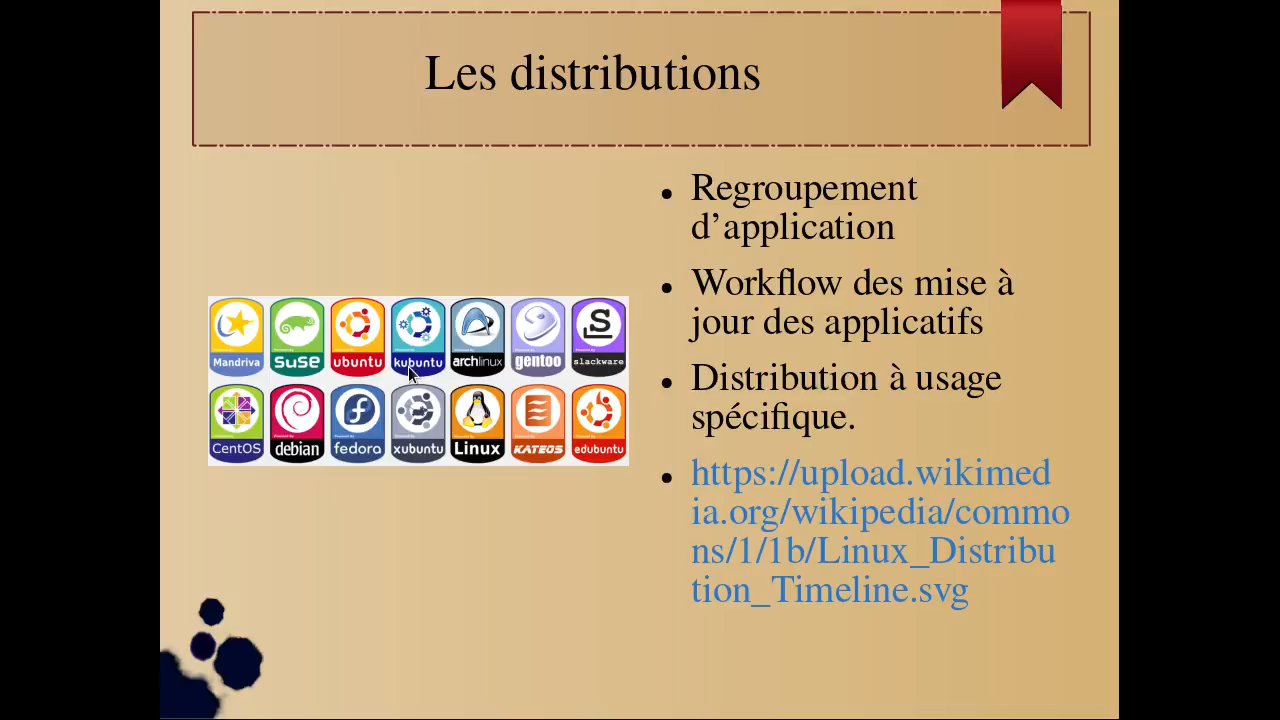 Les distributions
Regroupement
d’application
Workflow des mise à
jour des applicatifs
Distribution à usage
spécifique.
https://upload.wikimed
ia.org/wikipedia/commo
ns/1/1b/Linux_Distribu
tion_Timeline.svg
Mandriva
SuSE
ubuntu
kubuntu
archlinux
gentoo
slackware
CentOS
debian
fedora
xubuntu
Linux
KATEOS
edubuntu